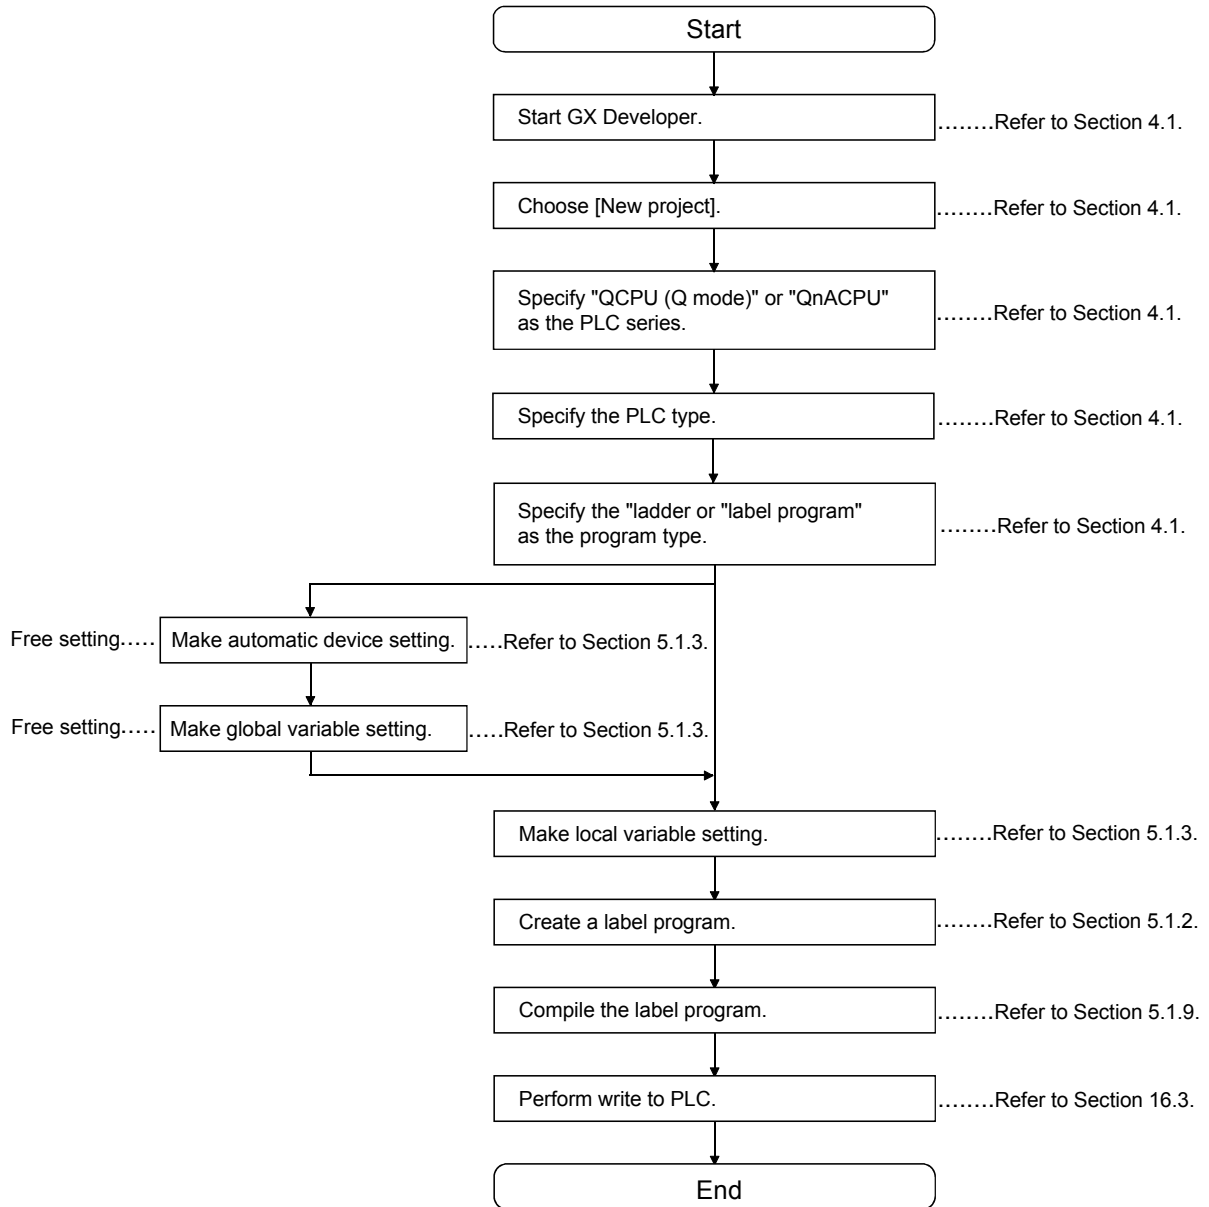 Start
Start GX Developer.
........Refer to Section 4.1.
Choose [New project].
........Refer to Section 4.1.
Specify "QCPU (Q mode)" or "QnACPU"
as the PLC series.
........Refer to Section 4.1.
Specify the PLC type.
........Refer to Section 4.1.
Specify the "ladder or "label program"
as the program type.
........Refer to Section 4.1.
Free setting..... Make automatic device setting. .....Refer to Section 5.1.3.
Free setting..... Make global variable setting. .....Refer to Section 5.1.3.
Make local variable setting.
........Refer to Section 5.1.3.
Create a label program.
........Refer to Section 5.1.2.
Compile the label program.
........Refer to Section 5.1.9.
Perform write to PLC.
........Refer to Section 16.3.
End